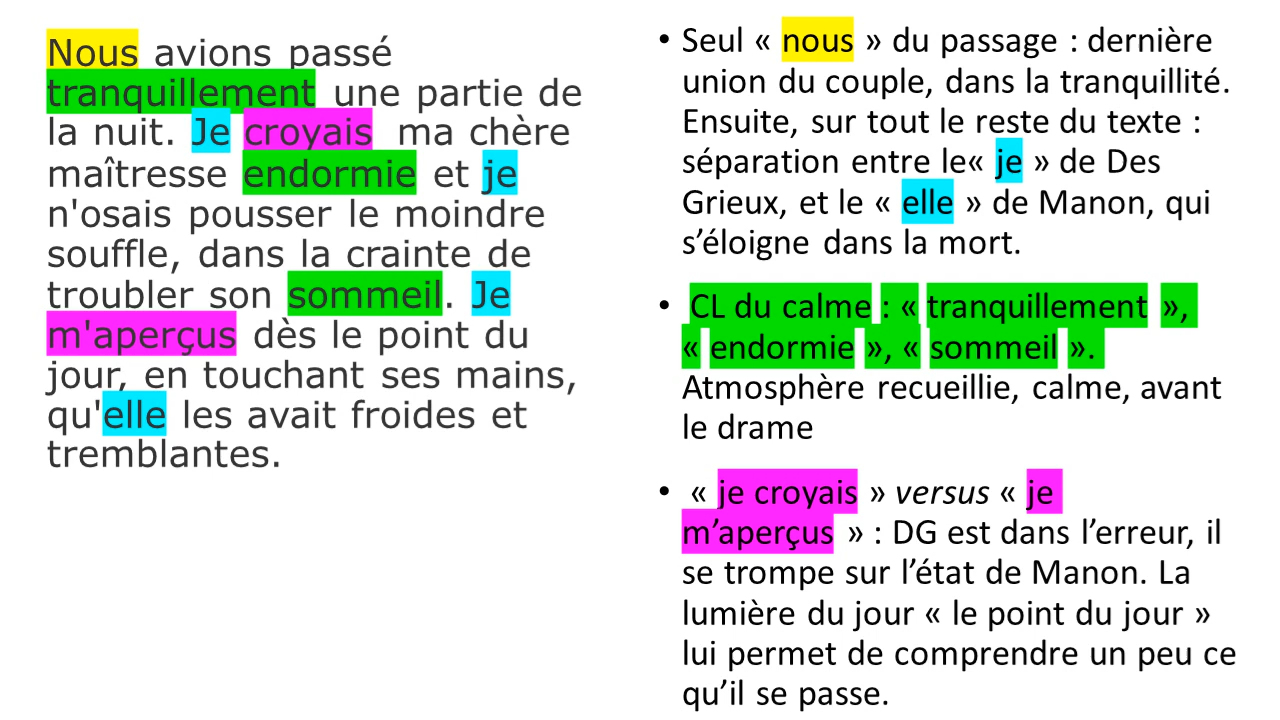 Nous avions passé
tranquillement une partie de
la nuit. Je croyais ma chère
maîtresse endormie et je
n'osais pousser le moindre
souffle, dans la crainte de
troubler son sommeil. Je
m'aperçus dès le point du
jour, en touchant ses mains,
qu'elle les avait froides et
tremblantes.
• Seul « nous » du passage : dernière
union du couple, dans la tranquillité.
Ensuite, sur tout le reste du texte :
séparation entre le« je » de Des
Grieux, et le « elle » de Manon, qui
s’éloigne dans la mort.
• CL du calme : « tranquillement »,
« endormie », « sommeil ».
Atmosphère recueillie, calme, avant
le drame
• « je croyais » versus « je
m’aperçus » : DG est dans l’erreur, il
se trompe sur l’état de Manon. La
lumière du jour « le point du jour »
lui permet de comprendre un peu ce
qu’il se passe.